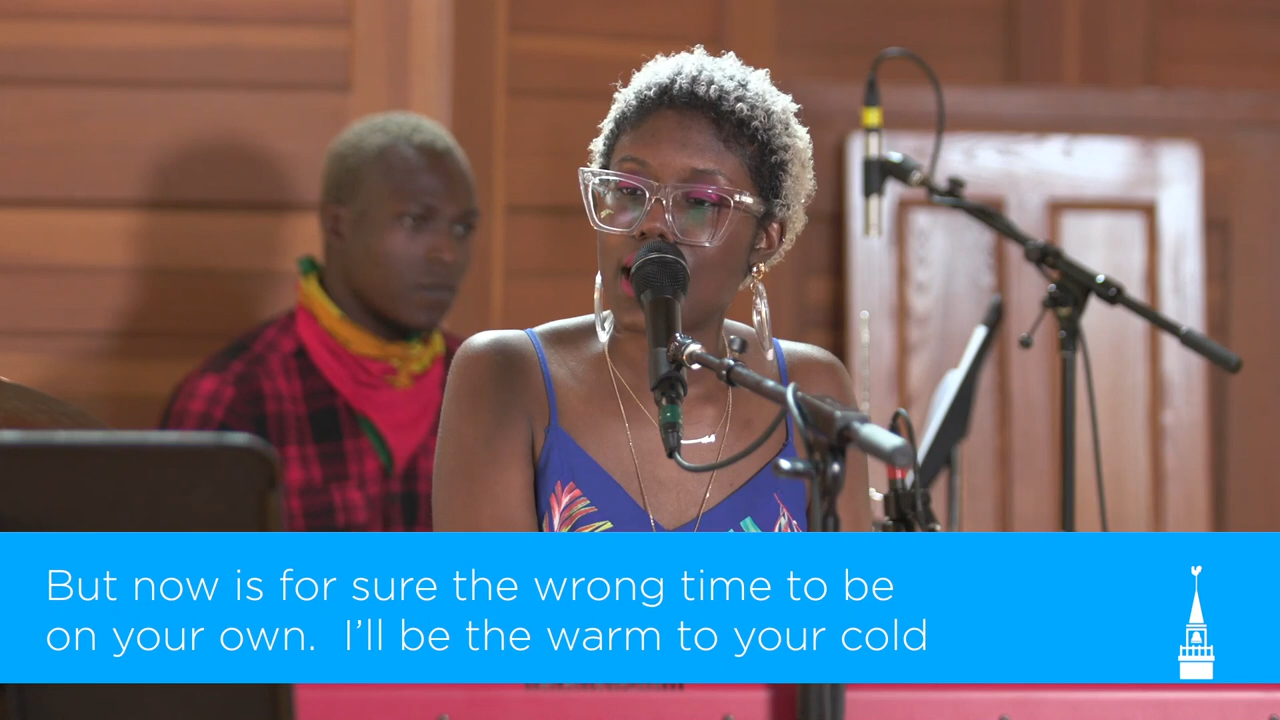 But now is for sure the wrong time to be
on your own.  I’ll be the warm to your cold